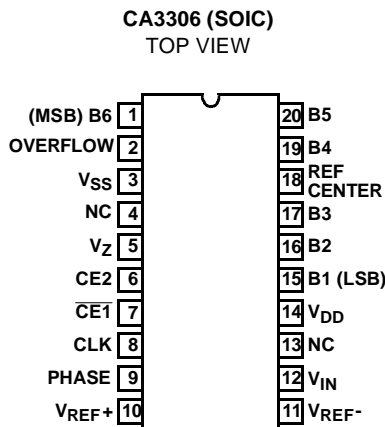 CA3306 (SOIC)
TOP VIEW
(MSB) B6 1
OVERFLOW 2
VSS 3
NC 4
VZ 5
CE2 6
C̅E̅1̅ 7
CLK 8
PHASE 9
VREF+ 10
20 B5
19 B4
18 REF CENTER
17 B3
16 B2
15 B1 (LSB)
14 VDD
13 NC
12 VIN
11 VREF-